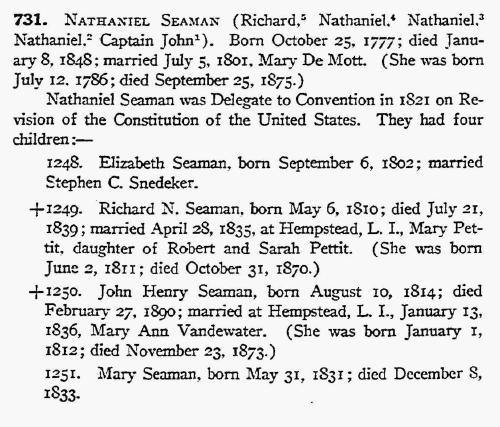 731. NATHANIEL SEAMAN (Richard,⁵ Nathaniel,⁴ Nathaniel,³
Nathaniel,² Captain John¹). Born October 25, 1777; died Janu-
ary 8, 1848; married July 5, 1801, Mary De Mott. (She was born
July 12, 1786; died September 25, 1875.)
Nathaniel Seaman was Delegate to Convention in 1821 on Re-
vision of the Constitution of the United States. They had four
children:—
1248. Elizabeth Seaman, born September 6, 1802; married
Stephen C. Snedeker.
+1249. Richard N. Seaman, born May 6, 1810; died July 21,
1839; married April 28, 1835, at Hempstead, L. I., Mary Pet-
tit, daughter of Robert and Sarah Pettit. (She was born
June 2, 1811; died October 31, 1870.)
+1250. John Henry Seaman, born August 10, 1814; died
February 27, 1890; married at Hempstead, L. I., January 13,
1836, Mary Ann Vandewater. (She was born January 1,
1812; died November 23, 1873.)
1251. Mary Seaman, born May 31, 1831; died December 8,
1833.